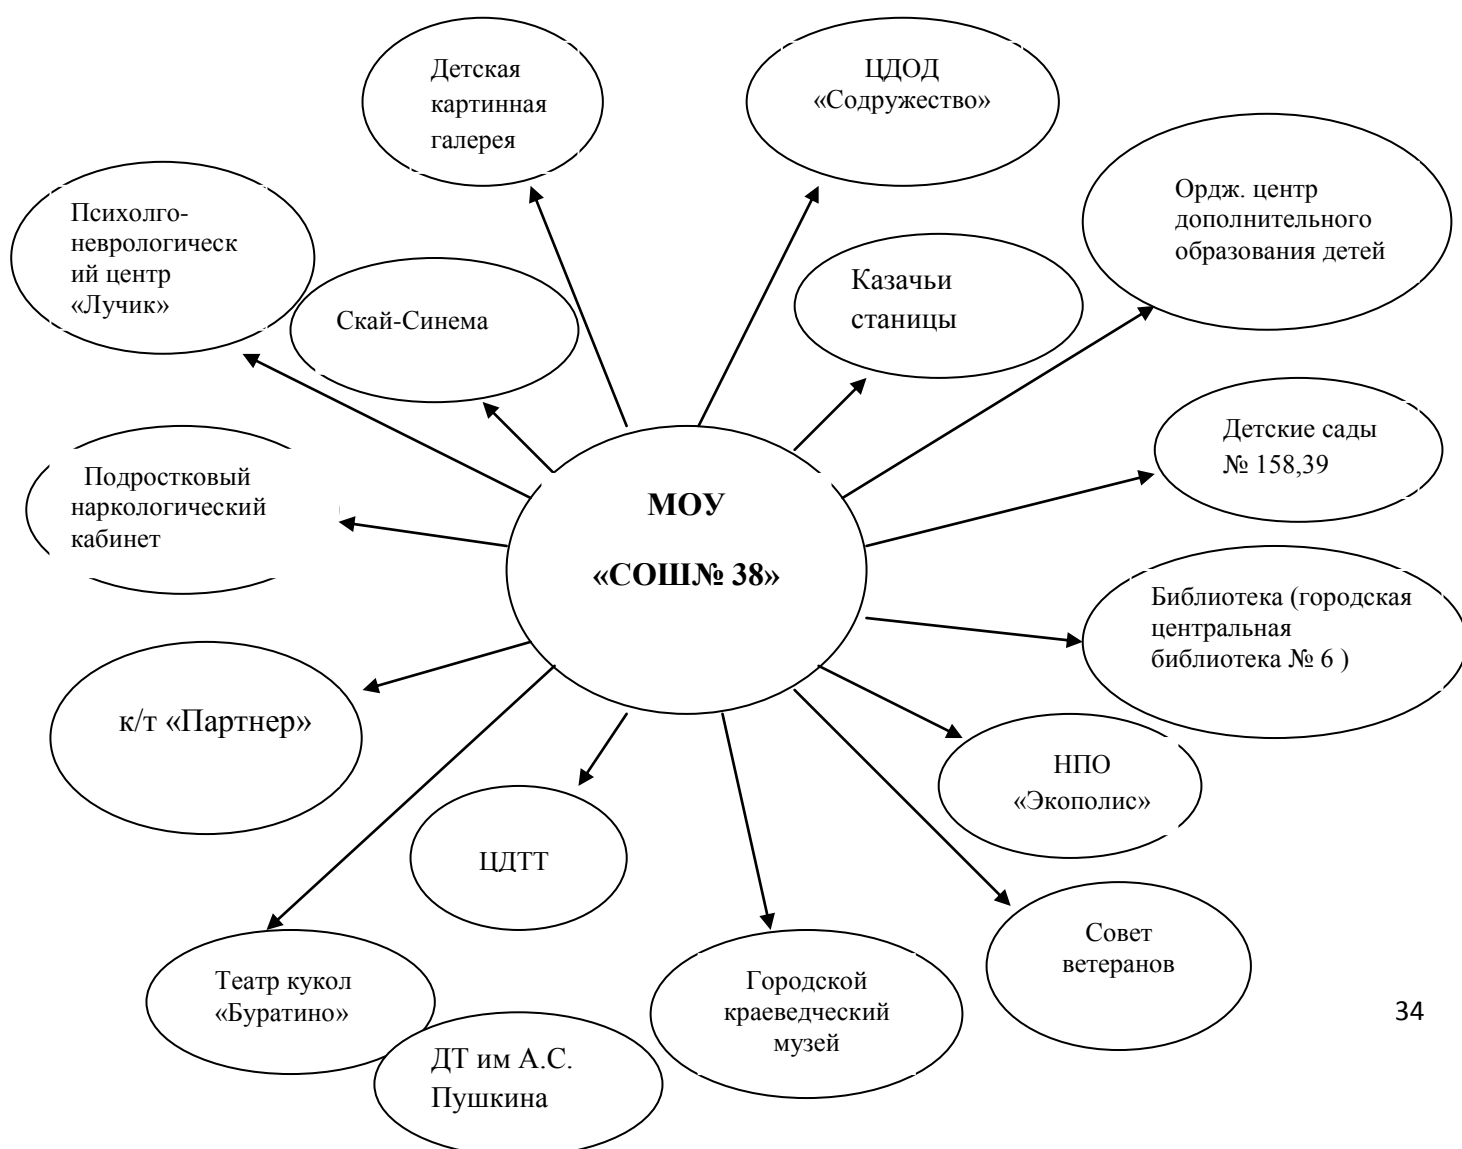 Детская
картинная
галерея
ЦДОД
«Содружество»
Ордж. центр
дополнительного
образования детей
Психолго-
неврологическ
ий центр
«Лучик»
Скай-Синема
Казачьи
станицы
Детские сады
№ 158,39
Подростковый
наркологический
кабинет
МОУ
«СОШ№ 38»
Библиотека (городская
центральная
библиотека № 6 )
к/т «Партнер»
НПО
«Экополис»
ЦДТТ
Совет
ветеранов
Театр кукол
«Буратино»
Городской
краеведческий
музей
ДТ им А.С.
Пушкина
34